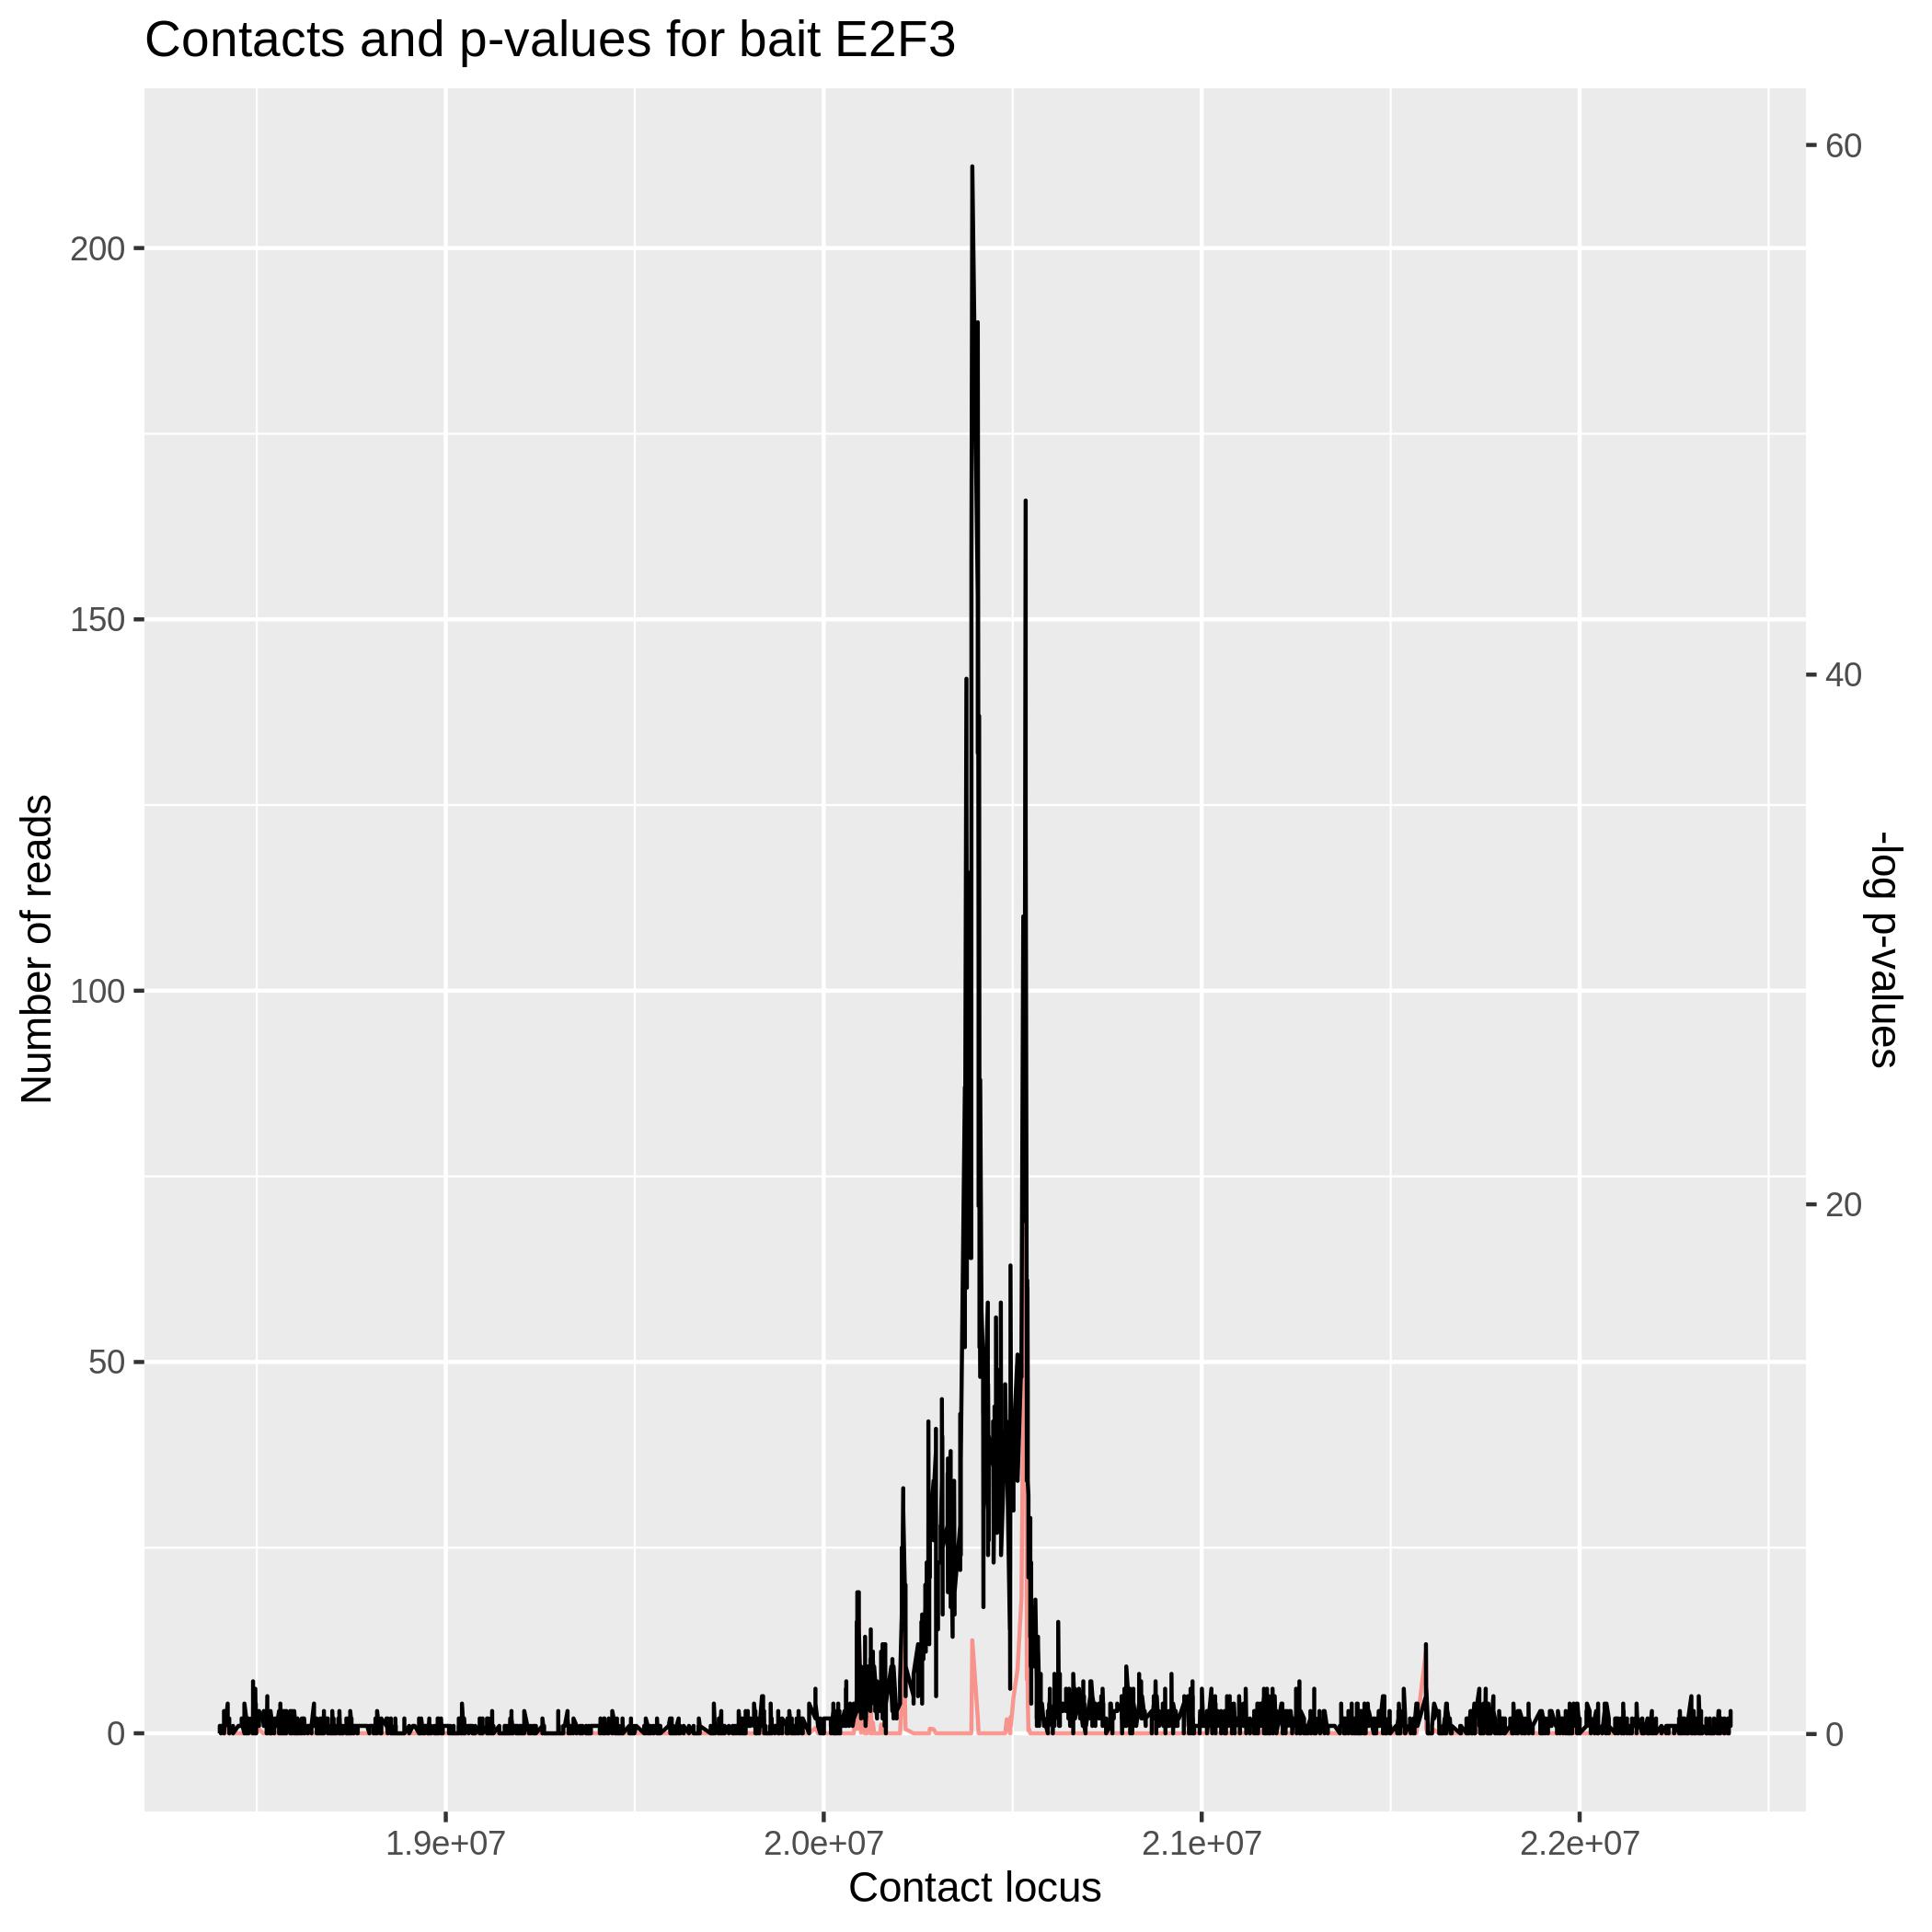 Contacts and p-values for bait E2F3
200
150
100
50
0
Number of reads
60
40
20
0
-log p-values
1.9e+07 2.0e+07 2.1e+07 2.2e+07
Contact locus